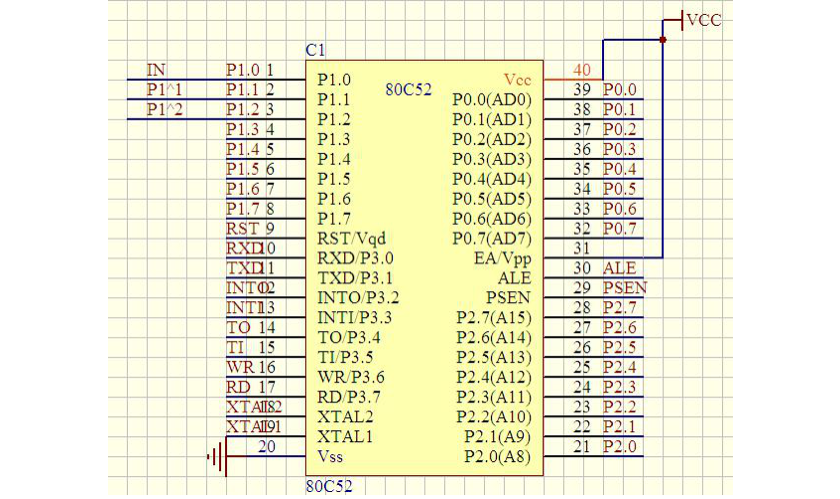 VCC
C1
IN P1.0 1 P1.0 Vcc 40
P1^1 P1.1 2 P1.1 80C52 P0.0(AD0) 39 P0.0
P1^2 P1.2 3 P1.2 P0.1(AD1) 38 P0.1
P1.3 4 P1.3 P0.2(AD2) 37 P0.2
P1.4 5 P1.4 P0.3(AD3) 36 P0.3
P1.5 6 P1.5 P0.4(AD4) 35 P0.4
P1.6 7 P1.6 P0.5(AD5) 34 P0.5
P1.7 8 P1.7 P0.6(AD6) 33 P0.6
RST 9 RST/Vqd P0.7(AD7) 32 P0.7
RXD 10 RXD/P3.0 EA/Vpp 31
TXD 11 TXD/P3.1 ALE 30 ALE
INTO 12 INTO/P3.2 PSEN 29 PSEN
INTI 13 INTI/P3.3 P2.7(A15) 28 P2.7
TO 14 TO/P3.4 P2.6(A14) 27 P2.6
TI 15 TI/P3.5 P2.5(A13) 26 P2.5
WR 16 WR/P3.6 P2.4(A12) 25 P2.4
RD 17 RD/P3.7 P2.3(A11) 24 P2.3
XTAL2 18 XTAL2 P2.2(A10) 23 P2.2
XTAL1 19 XTAL1 P2.1(A9) 22 P2.1
20 Vss P2.0(A8) 21 P2.0
80C52